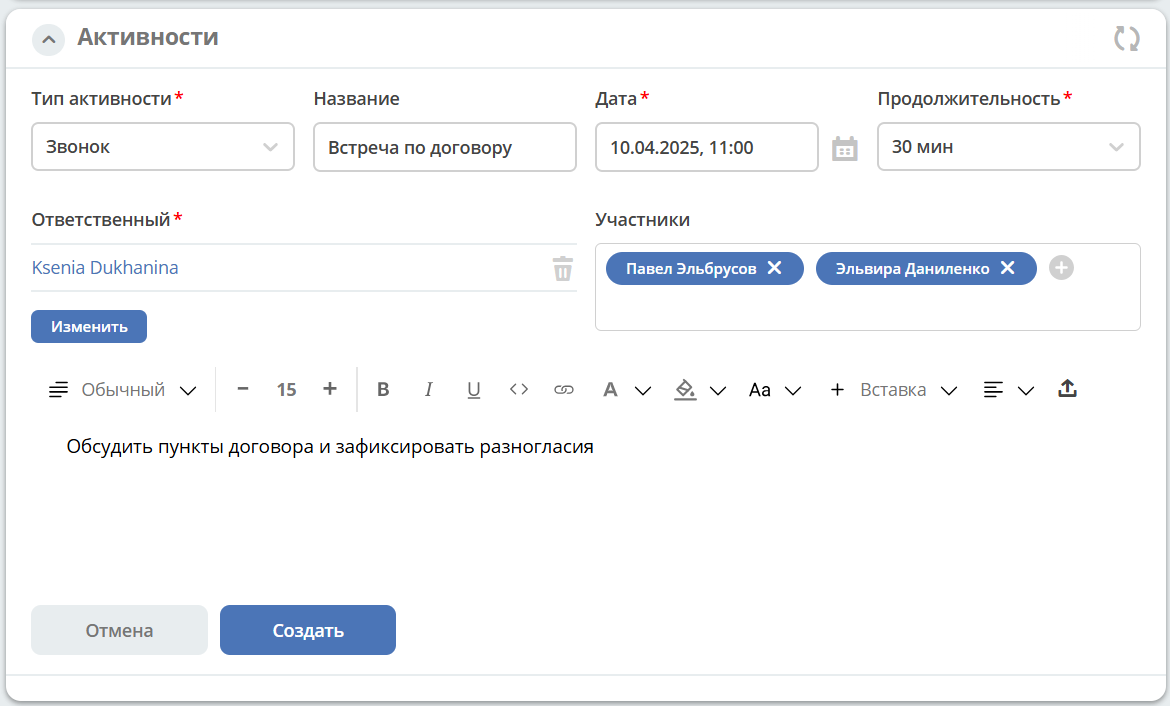 Активности
Тип активности* Название Дата* Продолжительность*
Звонок Встреча по договору 10.04.2025, 11:00 30 мин
Ответственный* Участники
Ksenia Dukhanina Павел Эльбрусов Эльвира Даниленко
Изменить
Обычный 15 B I U A Aa Вставка
Обсудить пункты договора и зафиксировать разногласия
Отмена Создать